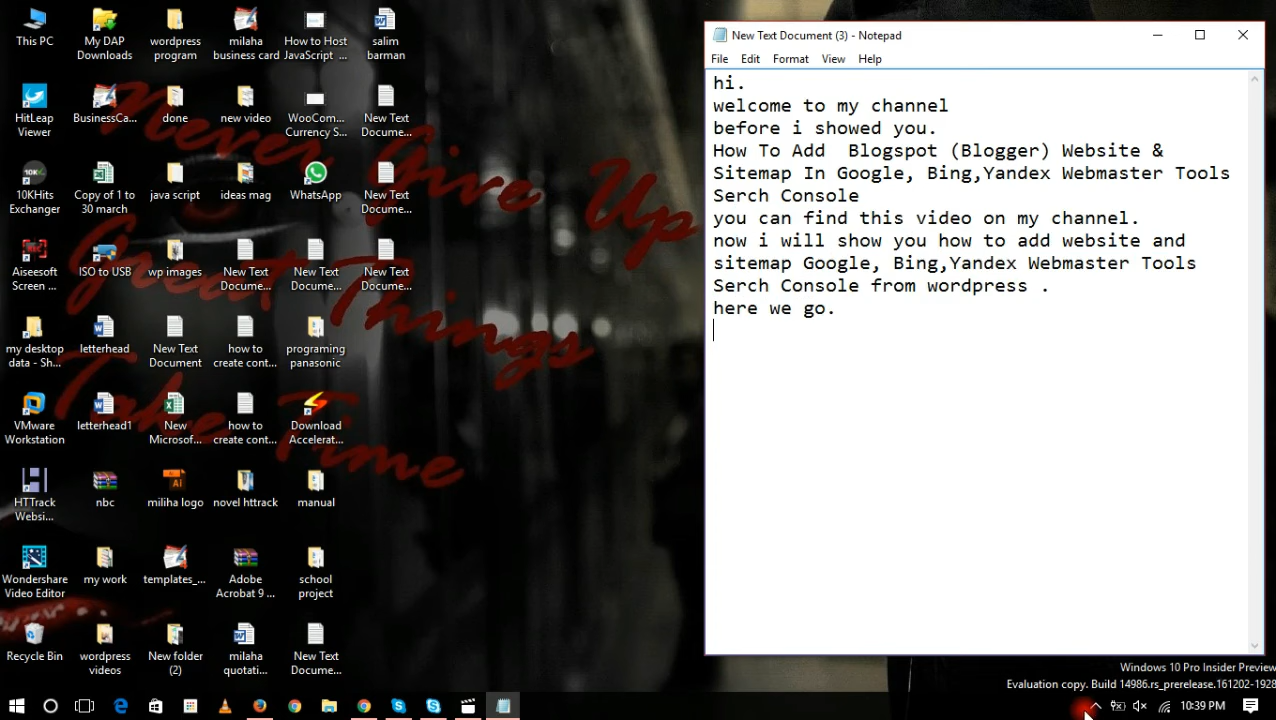 This PC
My DAP Downloads
wordpress program
milaha business card
How to Host JavaScript ...
salim barman
HitLeap Viewer
BusinessCa...
done
new video
WooCom... Currency S...
New Text Docume...
10KHits Exchanger
Copy of 1 to 30 march
java script
ideas mag
WhatsApp
New Text Docume...
Aiseesoft Screen ...
ISO to USB
wp images
New Text Docume...
New Text Docume...
New Text Docume...
my desktop data - Sh...
letterhead
New Text Document
how to create cont...
programing panasonic
VMware Workstation
letterhead1
New Microsof...
how to create cont...
Download Accelerat...
HTTrack Websi...
nbc
miliha logo
novel httrack
manual
Wondershare Video Editor
my work
templates_...
Adobe Acrobat 9 ...
school project
Recycle Bin
wordpress videos
New folder (2)
milaha quotati...
New Text Docume...
Never Give Up
Great Things
Take Time
New Text Document (3) - Notepad
File Edit Format View Help
hi.
welcome to my channel
before i showed you.
How To Add  Blogspot (Blogger) Website &
Sitemap In Google, Bing,Yandex Webmaster Tools
Serch Console
you can find this video on my channel.
now i will show you how to add website and
sitemap Google, Bing,Yandex Webmaster Tools
Serch Console from wordpress .
here we go.
Windows 10 Pro Insider Preview
Evaluation copy. Build 14986.rs_prerelease.161202-1928
10:39 PM